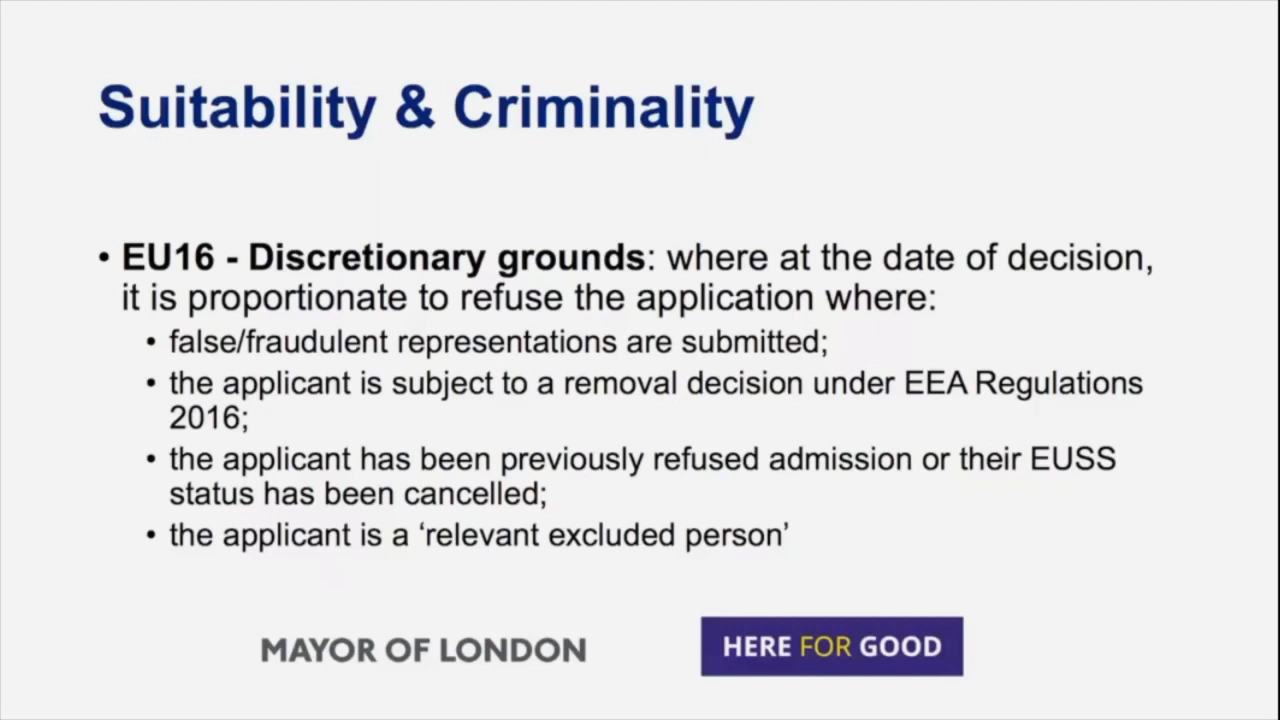 Suitability & Criminality
• EU16 - Discretionary grounds: where at the date of decision,
it is proportionate to refuse the application where:
• false/fraudulent representations are submitted;
• the applicant is subject to a removal decision under EEA Regulations
2016;
• the applicant has been previously refused admission or their EUSS
status has been cancelled;
• the applicant is a ‘relevant excluded person’
MAYOR OF LONDON
HERE FOR GOOD